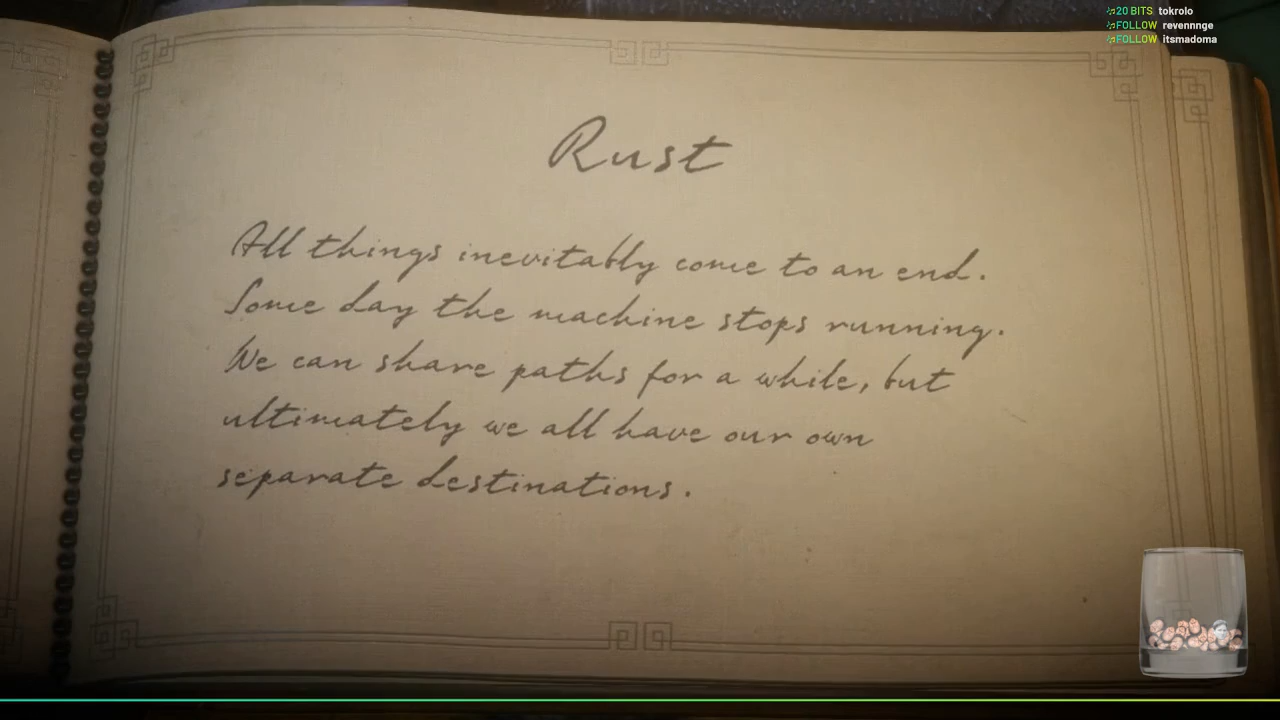 20 BITS tokrolo
FOLLOW revennnge
FOLLOW itsmadoma
Rust
All things inevitably come to an end.
Some day the machine stops running.
We can share paths for a while, but
ultimately we all have our own
separate destinations.